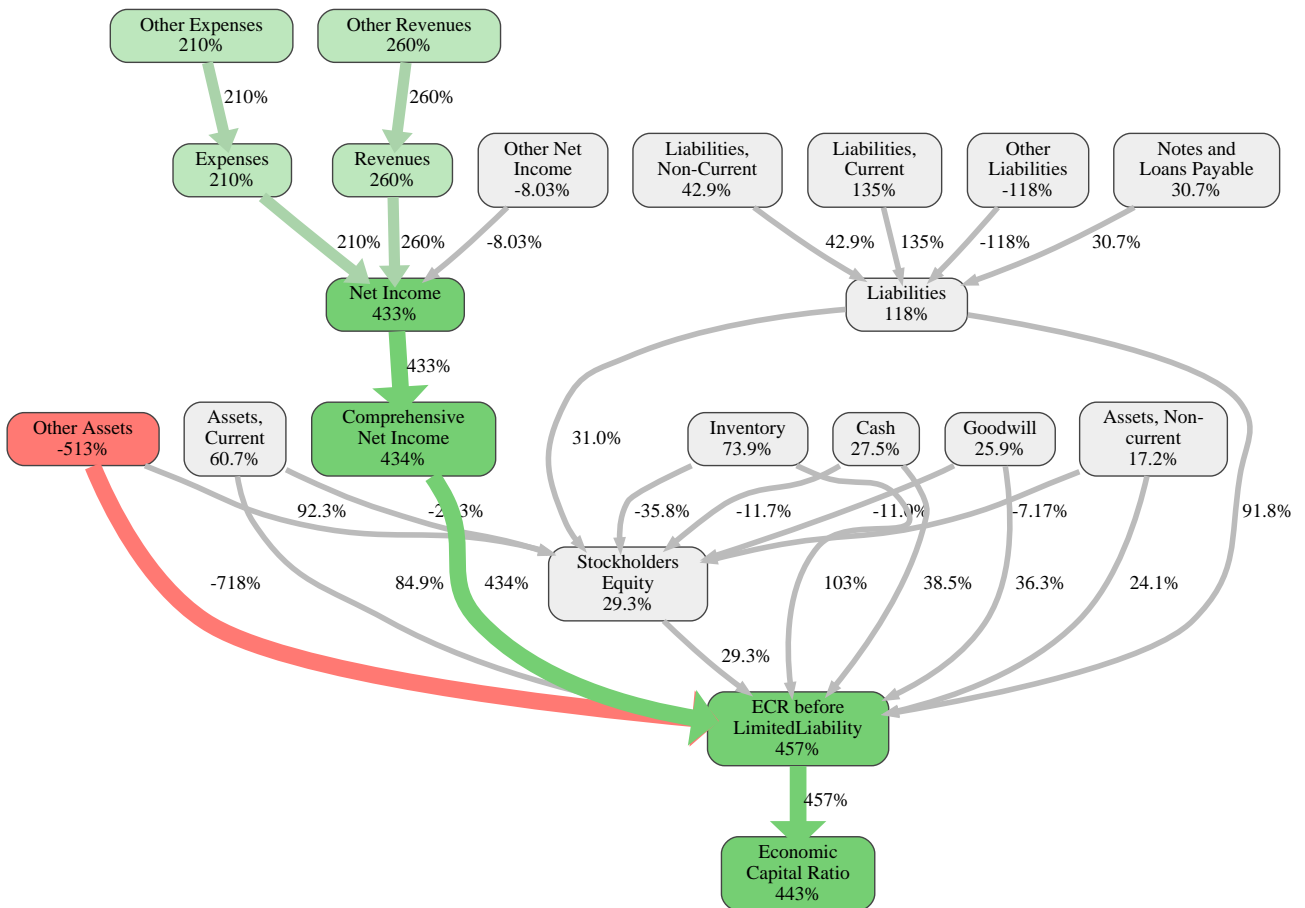 Other Expenses
210%
Other Revenues
260%
210%
260%
Expenses
210%
Revenues
260%
Other Net
Income
-8.03%
Liabilities,
Non-Current
42.9%
Liabilities,
Current
135%
Other
Liabilities
-118%
Notes and
Loans Payable
30.7%
210%
260%
-8.03%
42.9%
135%
-118%
30.7%
Net Income
433%
Liabilities
118%
433%
Other Assets
-513%
Assets,
Current
60.7%
Comprehensive
Net Income
434%
31.0%
Inventory
73.9%
Cash
27.5%
Goodwill
25.9%
Assets, Non-
current
17.2%
92.3%
-35.8%
-11.7%
-11.0%
-7.17%
91.8%
Stockholders
Equity
29.3%
-718%
84.9%
434%
103%
38.5%
36.3%
24.1%
29.3%
ECR before
LimitedLiability
457%
457%
Economic
Capital Ratio
443%